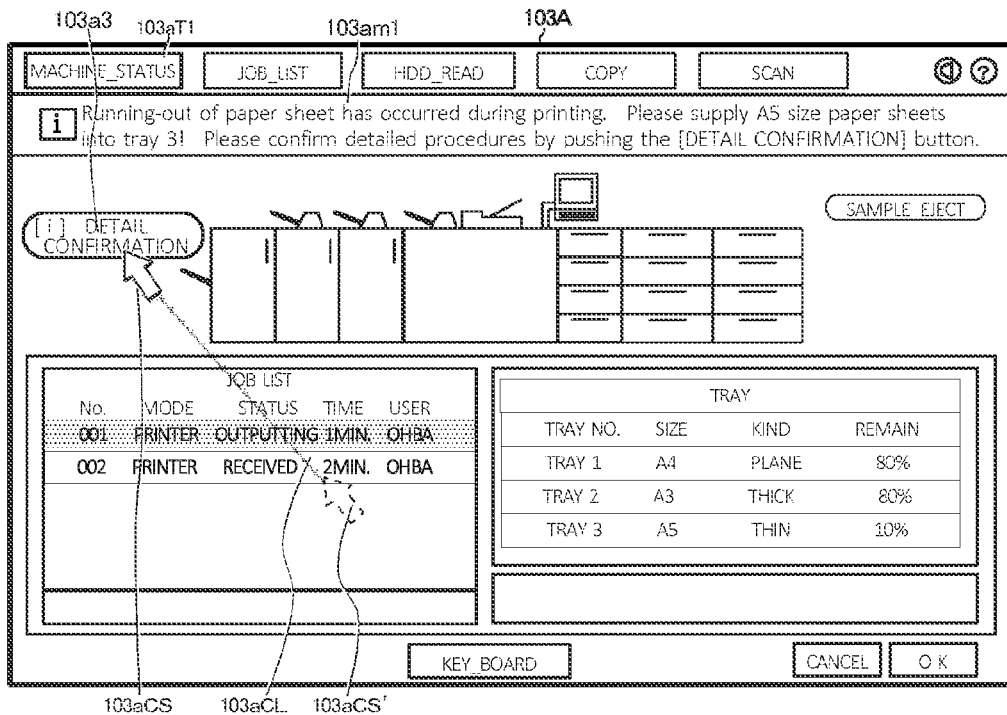 103a3 103aT1 103am1 103A
MACHINE_STATUS JOB_LIST HDD_READ COPY SCAN ?
i Running-out of paper sheet has occurred during printing. Please supply A5 size paper sheets
into tray 3! Please confirm detailed procedures by pushing the [DETAIL CONFIRMATION] button.
[i] DETAIL
CONFIRMATION
SAMPLE EJECT
JOB LIST
No. MODE STATUS TIME USER
001 PRINTER OUTPUTTING 1MIN. OHBA
002 PRINTER RECEIVED 2MIN. OHBA
TRAY
TRAY NO. SIZE KIND REMAIN
TRAY 1 A4 PLANE 80%
TRAY 2 A3 THICK 80%
TRAY 3 A5 THIN 10%
KEY_BOARD CANCEL OK
103aCS 103aCL 103aCS'